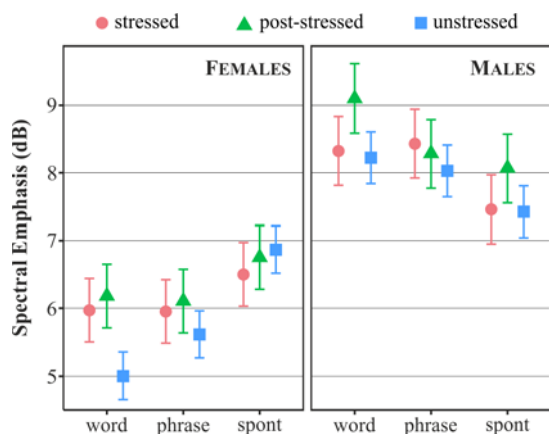 stressed post-stressed unstressed
FEMALES MALES
Spectral Emphasis (dB)
9
8
7
6
5
word phrase spont word phrase spont